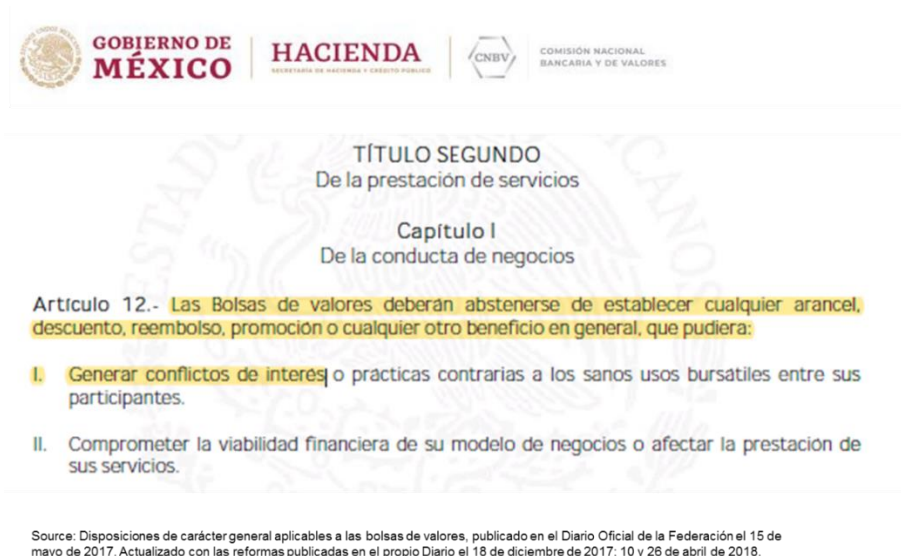 GOBIERNO DE
MÉXICO
HACIENDA
SECRETARÍA DE HACIENDA Y CRÉDITO PÚBLICO
CNBV
COMISIÓN NACIONAL
BANCARIA Y DE VALORES
TÍTULO SEGUNDO
De la prestación de servicios
Capítulo I
De la conducta de negocios
Artículo 12.- Las Bolsas de valores deberán abstenerse de establecer cualquier arancel,
descuento, reembolso, promoción o cualquier otro beneficio en general, que pudiera:
I. Generar conflictos de interés o prácticas contrarias a los sanos usos bursátiles entre sus
participantes.
II. Comprometer la viabilidad financiera de su modelo de negocios o afectar la prestación de
sus servicios.
Source: Disposiciones de carácter general aplicables a las bolsas de valores, publicado en el Diario Oficial de la Federación el 15 de
mayo de 2017. Actualizado con las reformas publicadas en el propio Diario el 18 de diciembre de 2017; 10 y 26 de abril de 2018.